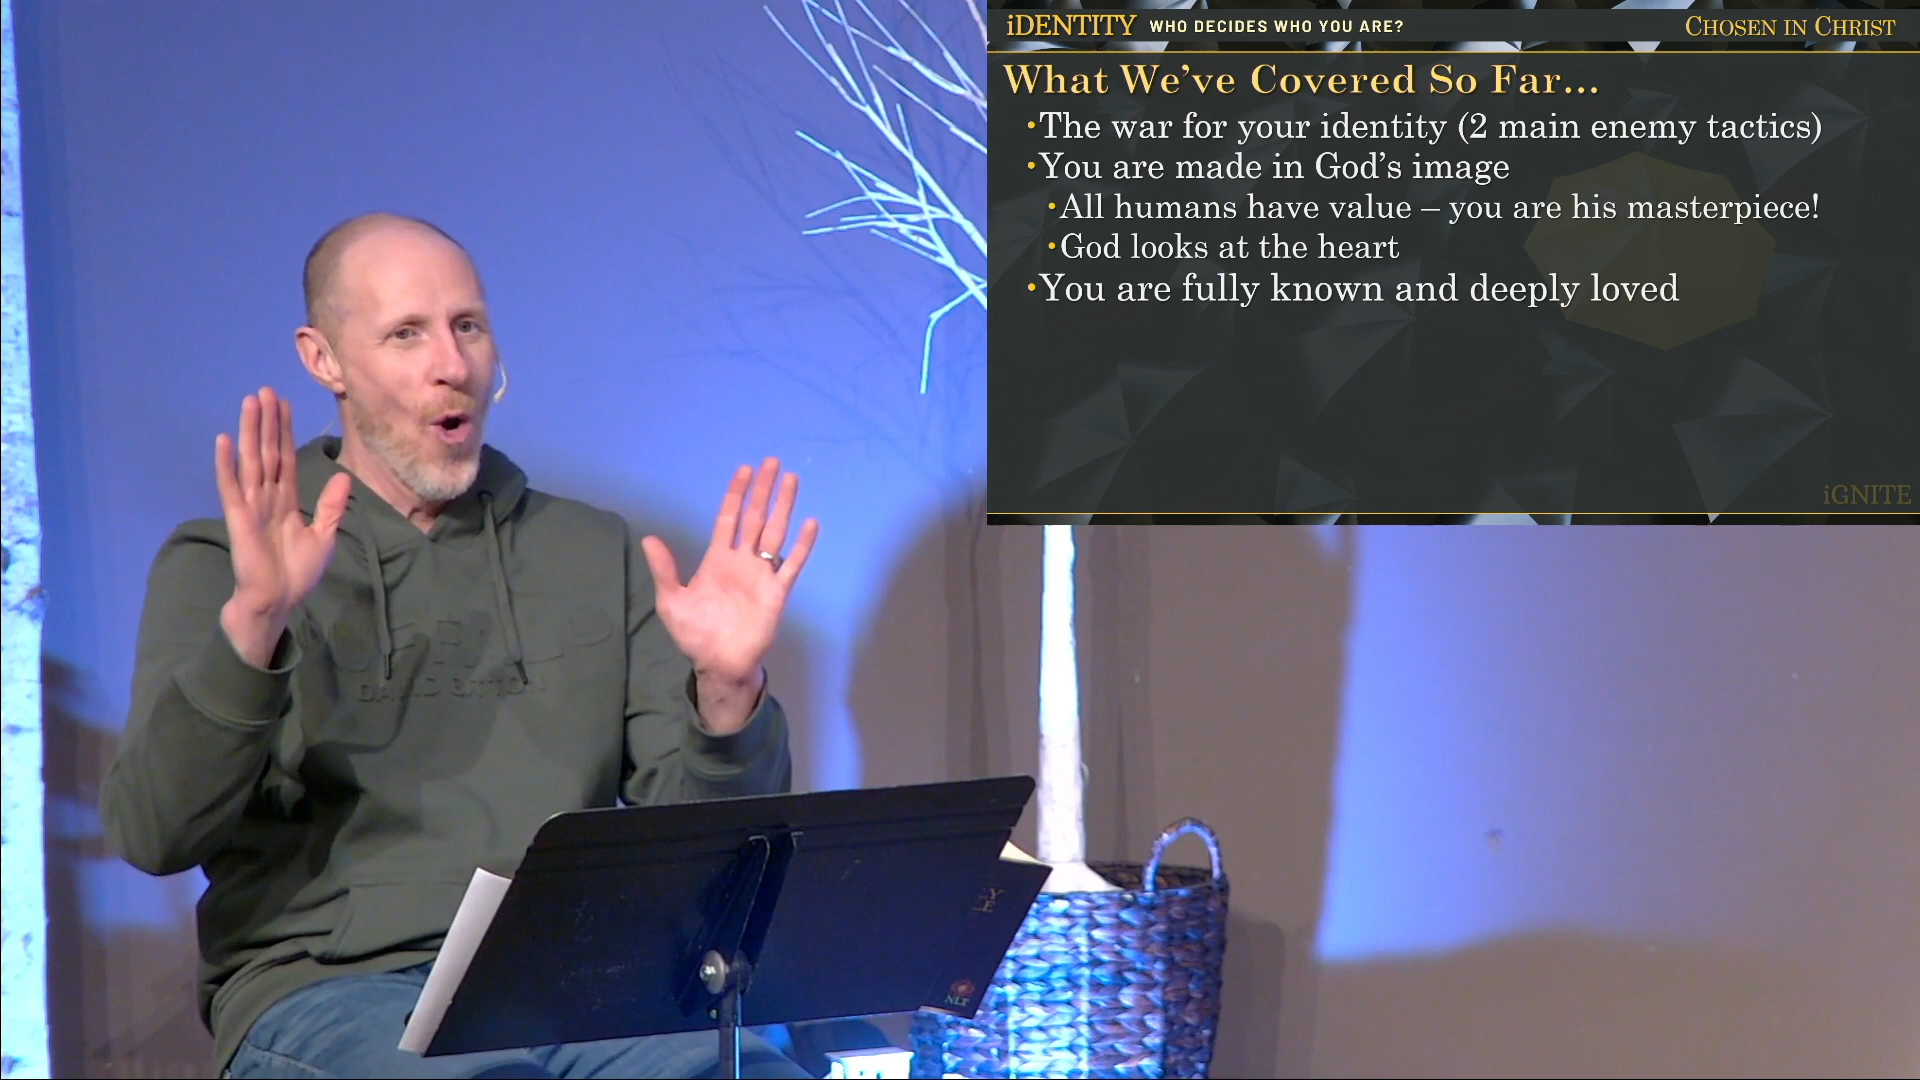 iDENTITY WHO DECIDES WHO YOU ARE? CHOSEN IN CHRIST
What We've Covered So Far...
•The war for your identity (2 main enemy tactics)
•You are made in God's image
•All humans have value – you are his masterpiece!
•God looks at the heart
•You are fully known and deeply loved
iGNITE
DAVID BITTON
NLT